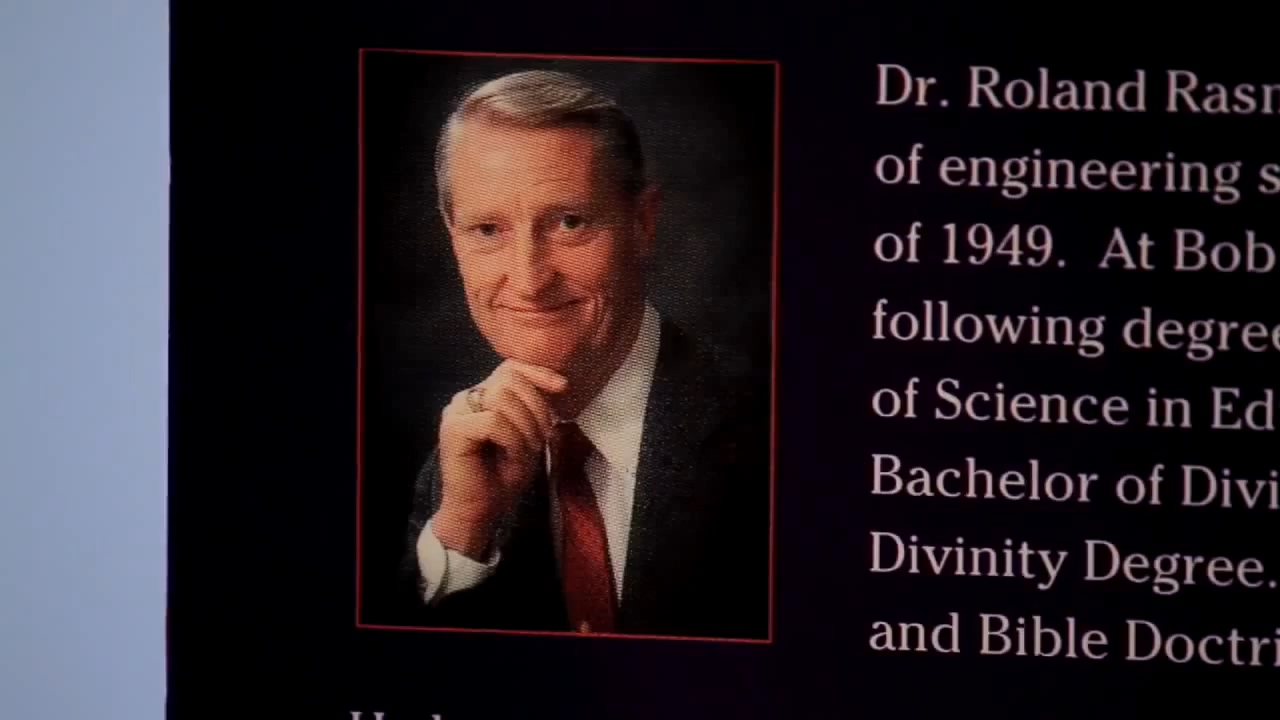 Dr. Roland Rasm
of engineering s
of 1949. At Bob
following degree
of Science in Ed
Bachelor of Divi
Divinity Degree.
and Bible Doctri